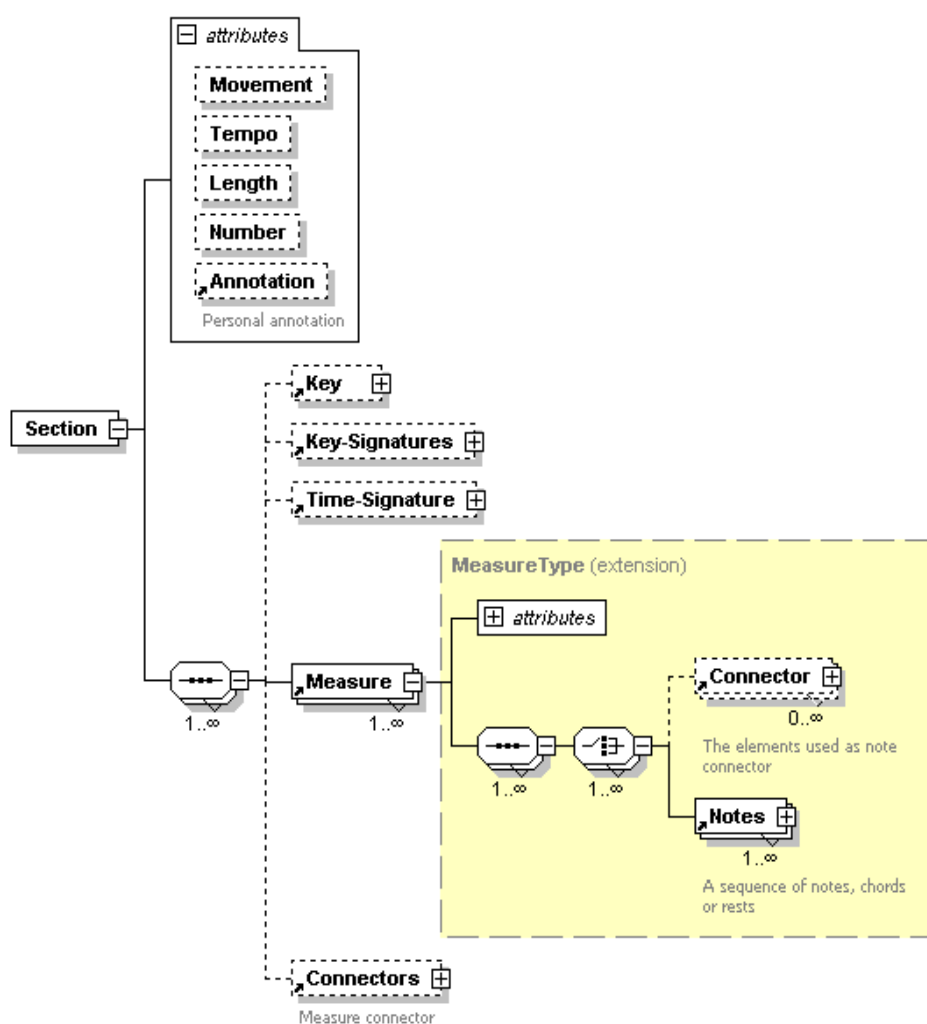 attributes
Movement
Tempo
Length
Number
Annotation
Personal annotation
Key
Section
Key-Signatures
Time-Signature
MeasureType (extension)
attributes
Measure
1..∞
1..∞
Connector
0..∞
The elements used as note
connector
1..∞
1..∞
Notes
1..∞
A sequence of notes, chords
or rests
Connectors
Measure connector